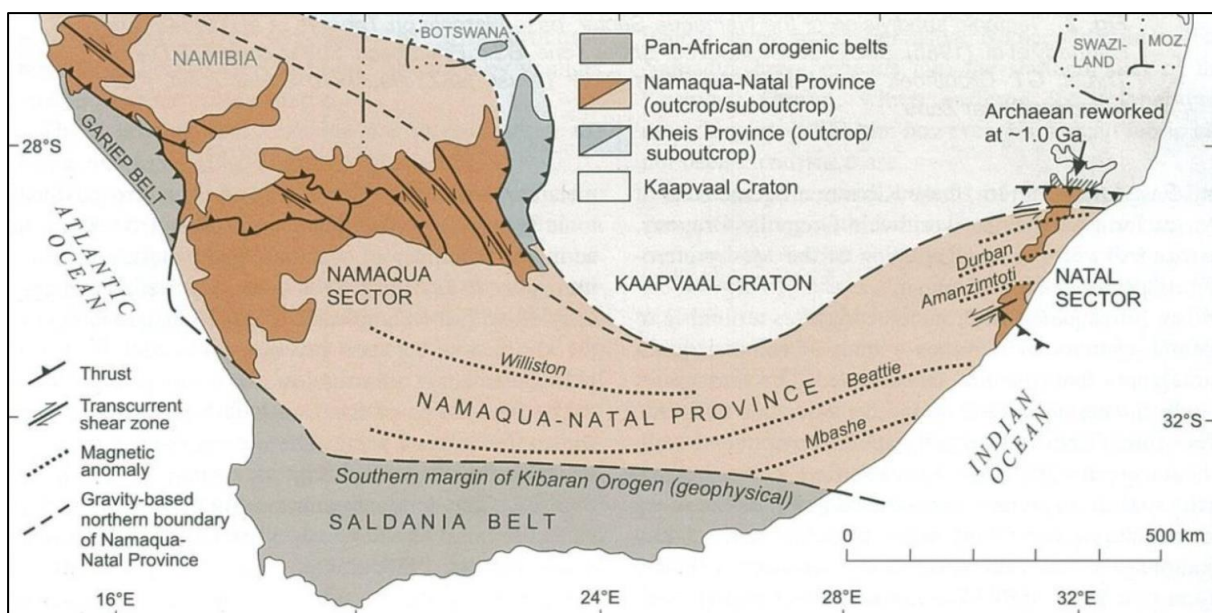 BOTSWANA
NAMIBIA
Pan-African orogenic belts
Namaqua-Natal Province
(outcrop/suboutcrop)
Kheis Province (outcrop/
suboutcrop)
Kaapvaal Craton
SWAZI-
LAND
MOZ.
Archaean reworked
at ~1.0 Ga
28°S
28°S
GARIEP BELT
ATLANTIC
OCEAN
NAMAQUA
SECTOR
KAAPVAAL CRATON
Durban
Amanzimtoti
NATAL
SECTOR
Williston
Beattie
NAMAQUA-NATAL PROVINCE
Mbashe
INDIAN
OCEAN
32°S
Southern margin of Kibaran Orogen (geophysical)
SALDANIA BELT
Thrust
Transcurrent
shear zone
Magnetic
anomaly
Gravity-based
northern boundary
of Namaqua-
Natal Province
0
500 km
16°E
24°E
28°E
32°E